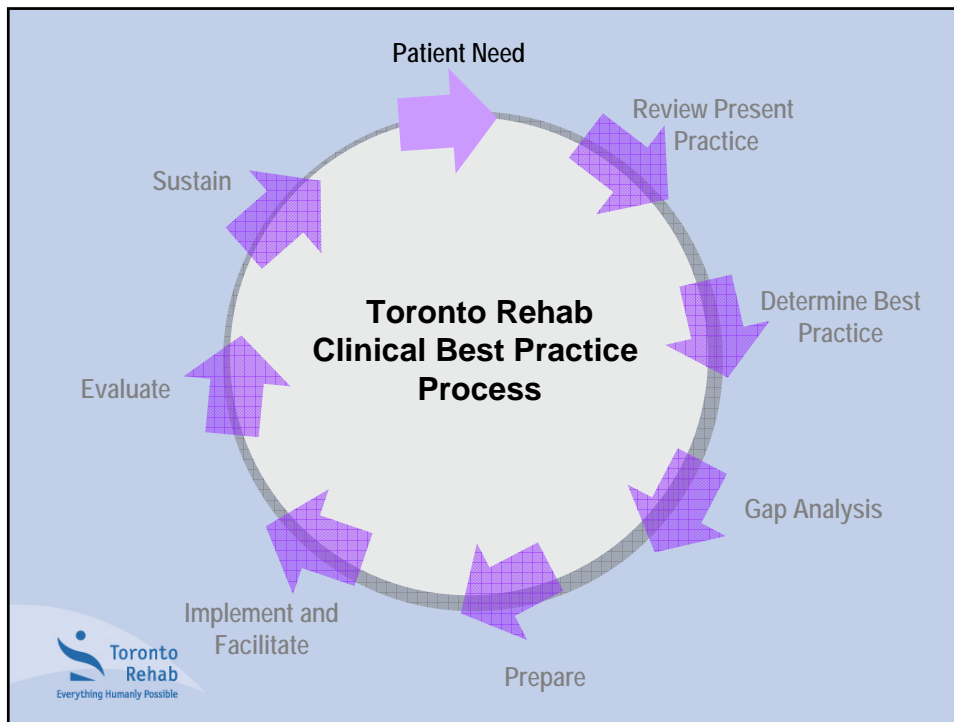 Patient Need
Review Present
Practice
Sustain
Toronto Rehab
Clinical Best Practice
Process
Determine Best
Practice
Evaluate
Gap Analysis
Implement and
Facilitate
Prepare
Toronto
Rehab
Everything Humanly Possible